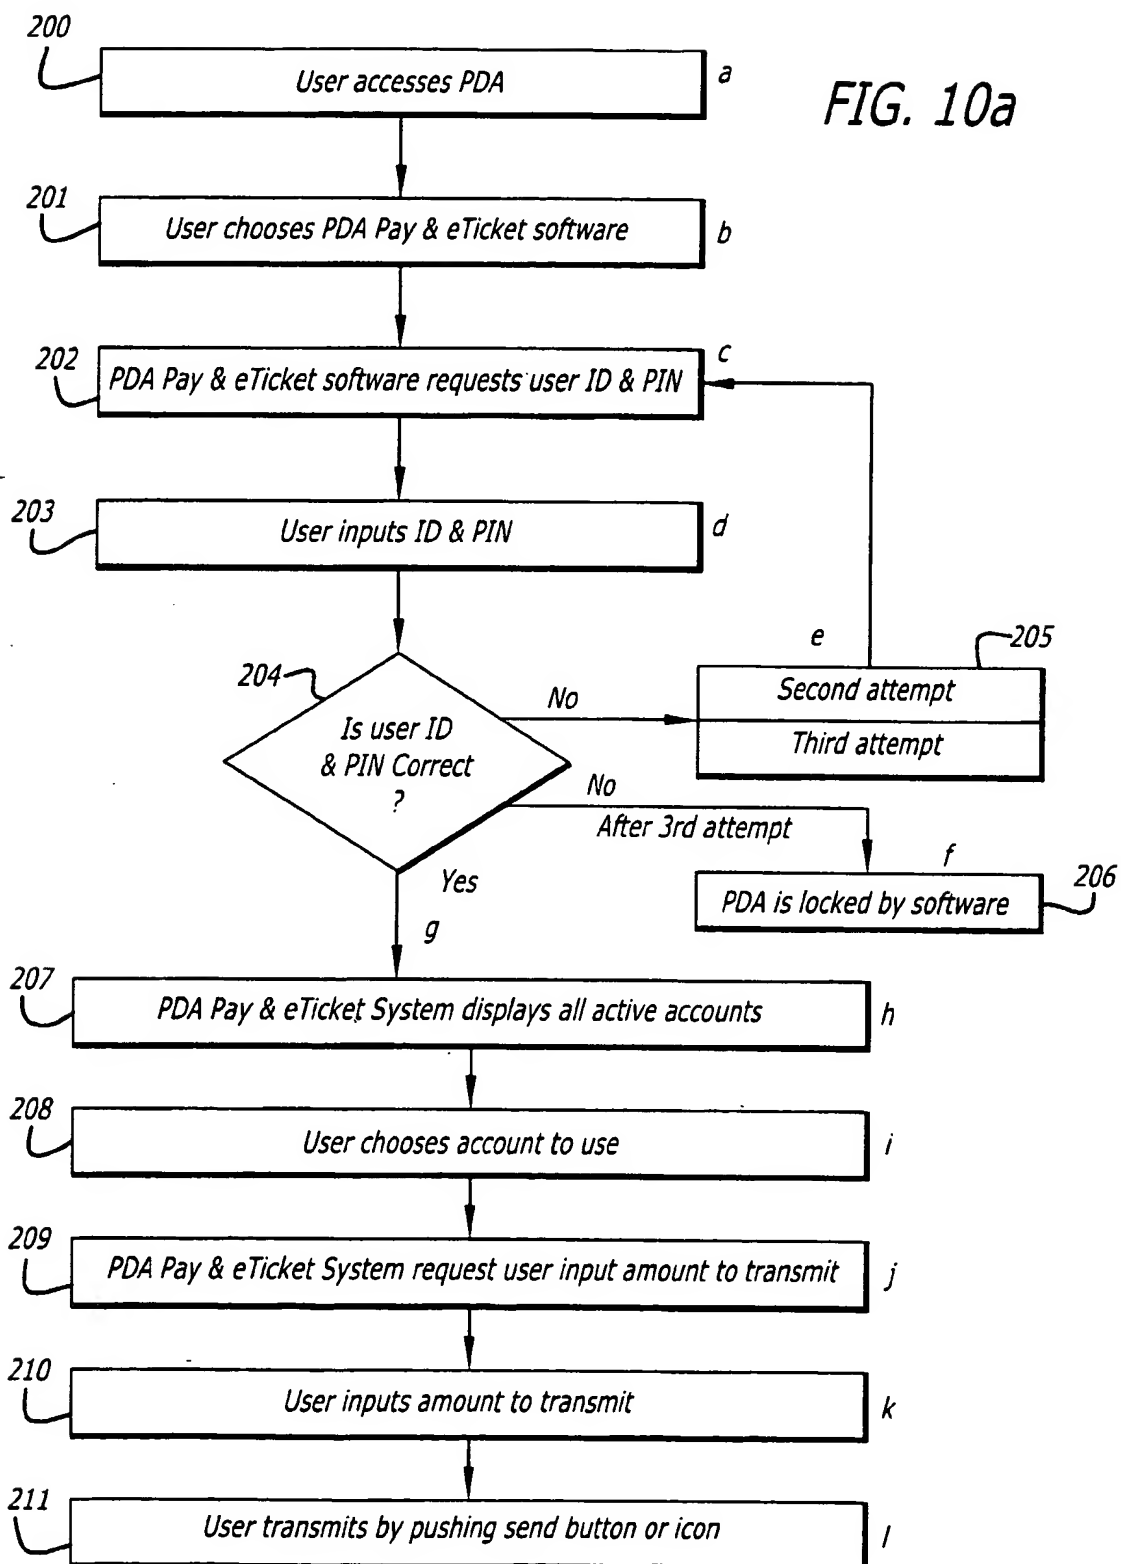 200
User accesses PDA
a
FIG. 10a
201
User chooses PDA Pay & eTicket software
b
202
PDA Pay & eTicket software requests user ID & PIN
c
203
User inputs ID & PIN
d
204
Is user ID
& PIN Correct
?
No
e
205
Second attempt
Third attempt
No
After 3rd attempt
f
PDA is locked by software
206
Yes
g
207
PDA Pay & eTicket System displays all active accounts
h
208
User chooses account to use
i
209
PDA Pay & eTicket System request user input amount to transmit
j
210
User inputs amount to transmit
k
211
User transmits by pushing send button or icon
l